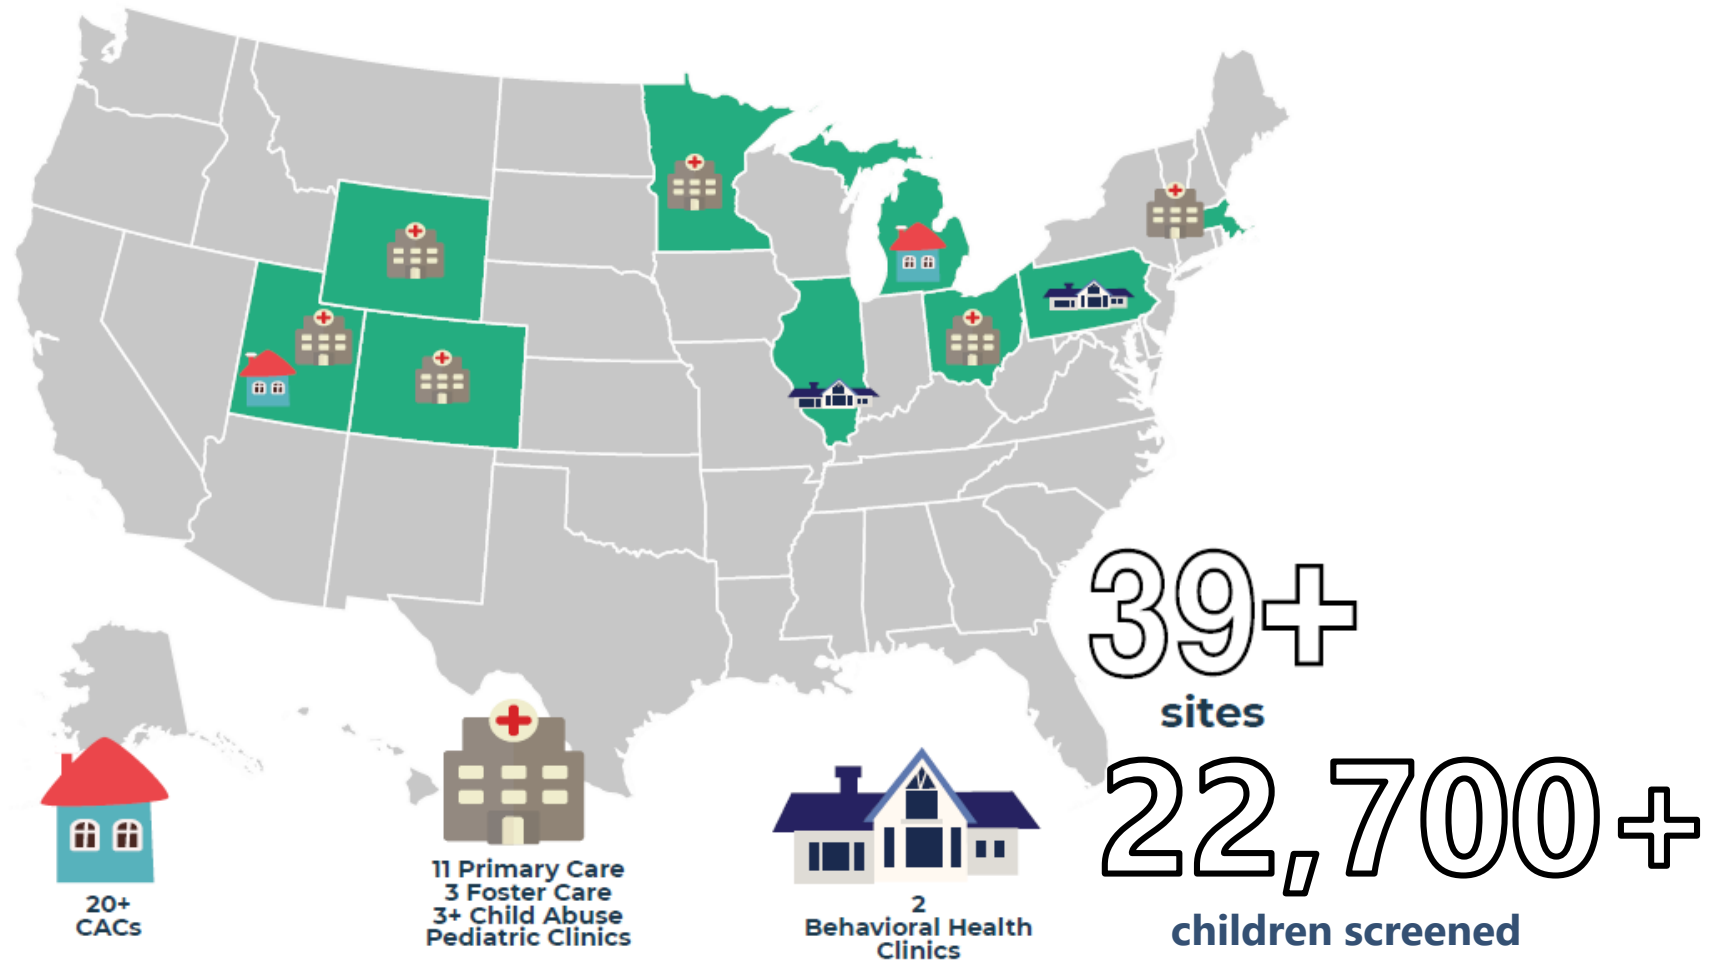 39+
sites
22,700+
children screened
20+
CACs
11 Primary Care
3 Foster Care
3+ Child Abuse
Pediatric Clinics
2
Behavioral Health
Clinics